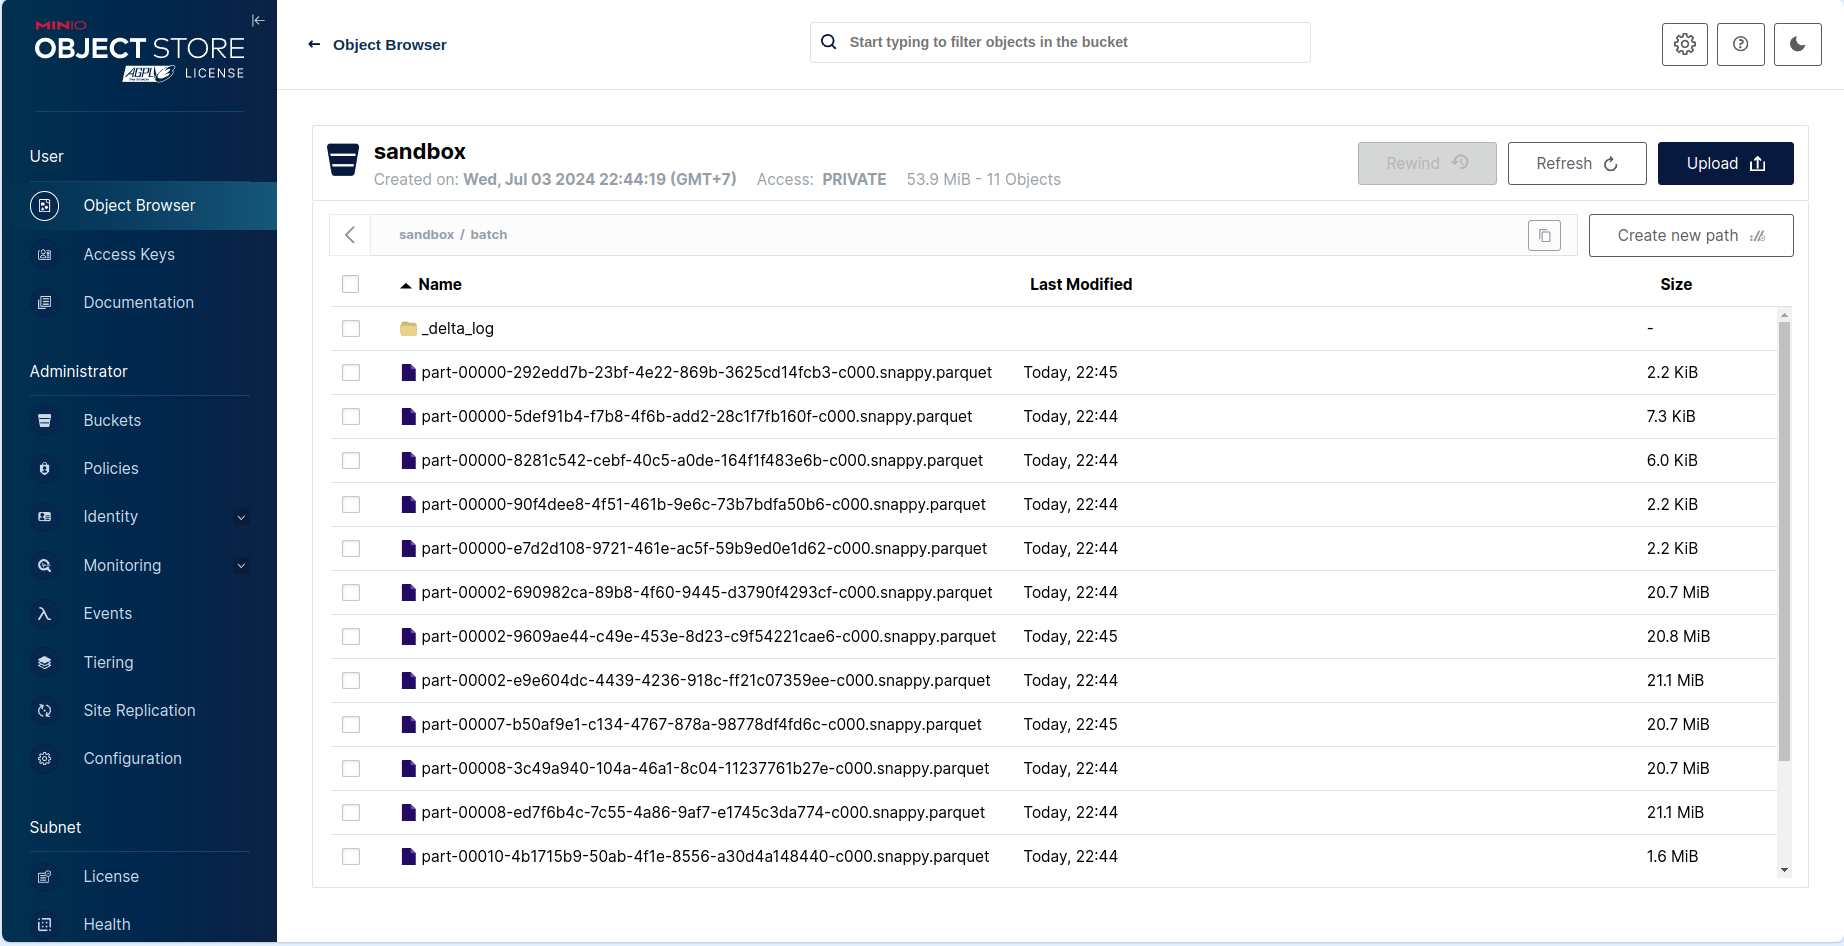 MINIO
OBJECT STORE
AGPL LICENSE
User
Object Browser
Access Keys
Documentation
Administrator
Buckets
Policies
Identity
Monitoring
Events
Tiering
Site Replication
Configuration
Subnet
License
Health
Object Browser
Start typing to filter objects in the bucket
sandbox
Created on: Wed, Jul 03 2024 22:44:19 (GMT+7) Access: PRIVATE 53.9 MiB - 11 Objects
Rewind
Refresh
Upload
sandbox / batch
Create new path
Name Last Modified Size
_delta_log -
part-00000-292edd7b-23bf-4e22-869b-3625cd14fcb3-c000.snappy.parquet Today, 22:45 2.2 KiB
part-00000-5def91b4-f7b8-4f6b-add2-28c1f7fb160f-c000.snappy.parquet Today, 22:44 7.3 KiB
part-00000-8281c542-cebf-40c5-a0de-164f1f483e6b-c000.snappy.parquet Today, 22:44 6.0 KiB
part-00000-90f4dee8-4f51-461b-9e6c-73b7bdfa50b6-c000.snappy.parquet Today, 22:44 2.2 KiB
part-00000-e7d2d108-9721-461e-ac5f-59b9ed0e1d62-c000.snappy.parquet Today, 22:44 2.2 KiB
part-00002-690982ca-89b8-4f60-9445-d3790f4293cf-c000.snappy.parquet Today, 22:44 20.7 MiB
part-00002-9609ae44-c49e-453e-8d23-c9f54221cae6-c000.snappy.parquet Today, 22:45 20.8 MiB
part-00002-e9e604dc-4439-4236-918c-ff21c07359ee-c000.snappy.parquet Today, 22:44 21.1 MiB
part-00007-b50af9e1-c134-4767-878a-98778df4fd6c-c000.snappy.parquet Today, 22:45 20.7 MiB
part-00008-3c49a940-104a-46a1-8c04-11237761b27e-c000.snappy.parquet Today, 22:44 20.7 MiB
part-00008-ed7f6b4c-7c55-4a86-9af7-e1745c3da774-c000.snappy.parquet Today, 22:44 21.1 MiB
part-00010-4b1715b9-50ab-4f1e-8556-a30d4a148440-c000.snappy.parquet Today, 22:44 1.6 MiB